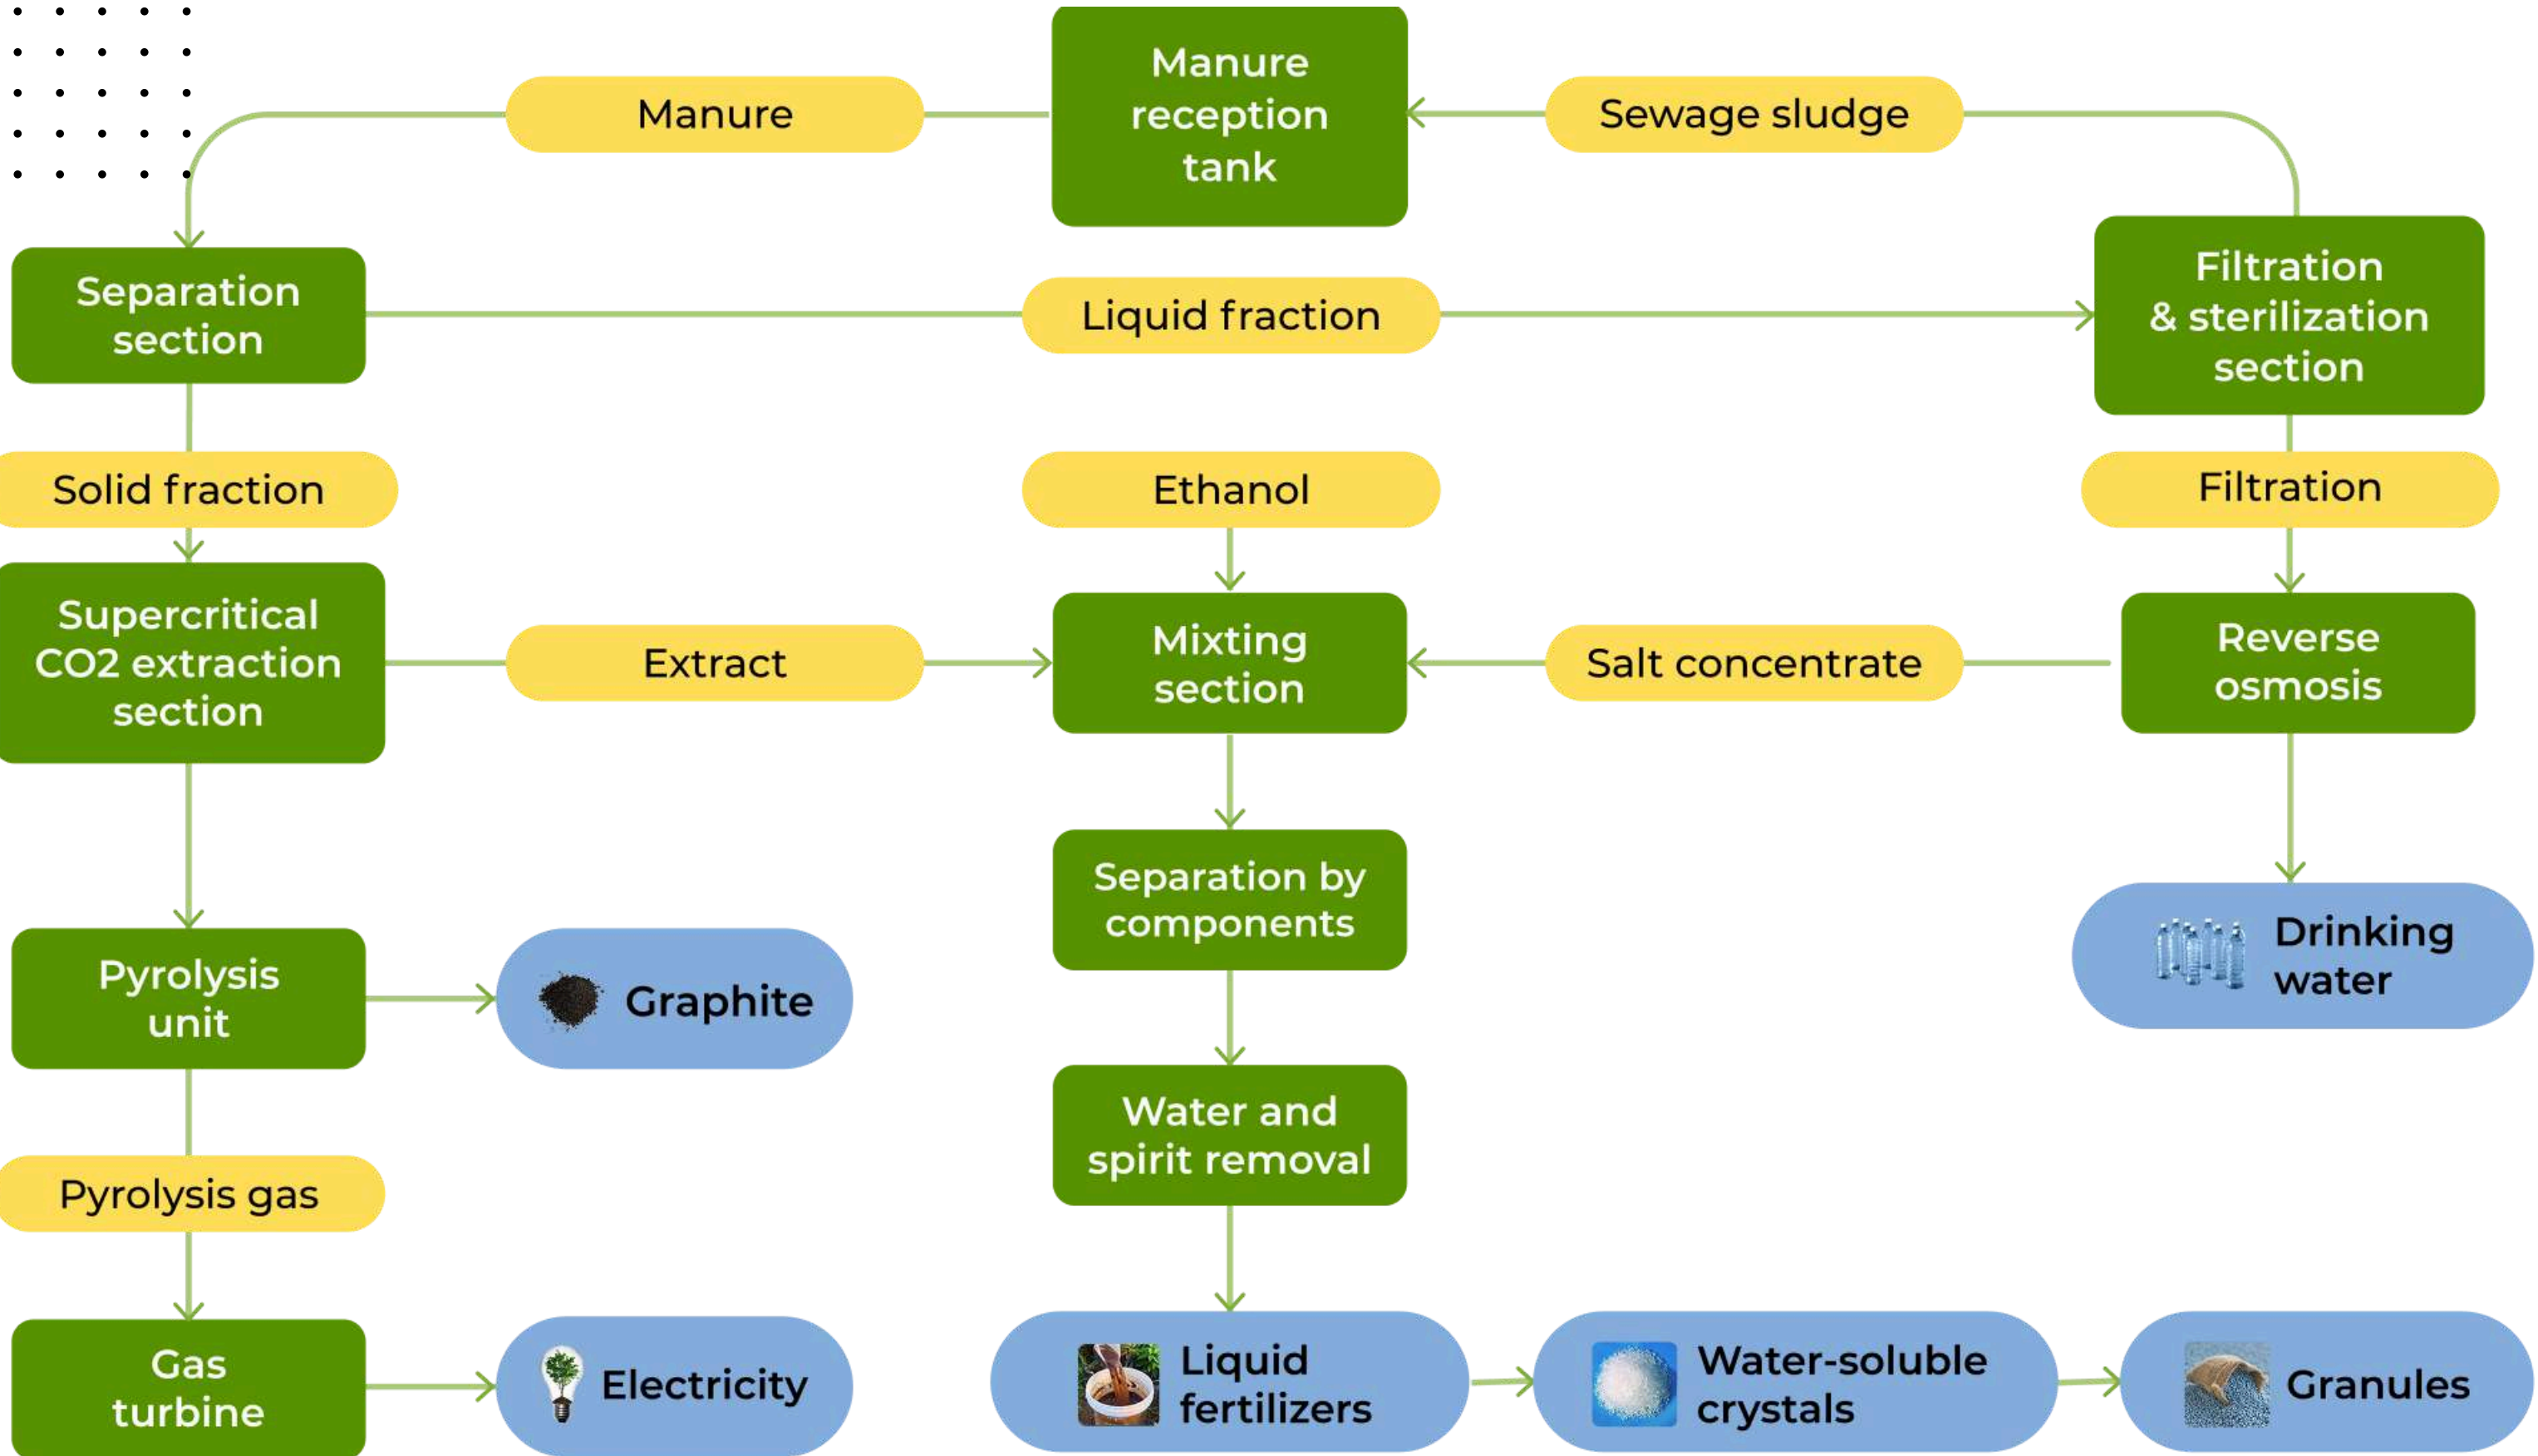 Manure
reception
tank
Manure
Sewage sludge
Separation
section
Liquid fraction
Filtration
& sterilization
section
Solid fraction
Ethanol
Filtration
Supercritical
CO2 extraction
section
Extract
Mixting
section
Salt concentrate
Reverse
osmosis
Separation by
components
Drinking
water
Pyrolysis
unit
Graphite
Water and
spirit removal
Pyrolysis gas
Gas
turbine
Electricity
Liquid
fertilizers
Water-soluble
crystals
Granules